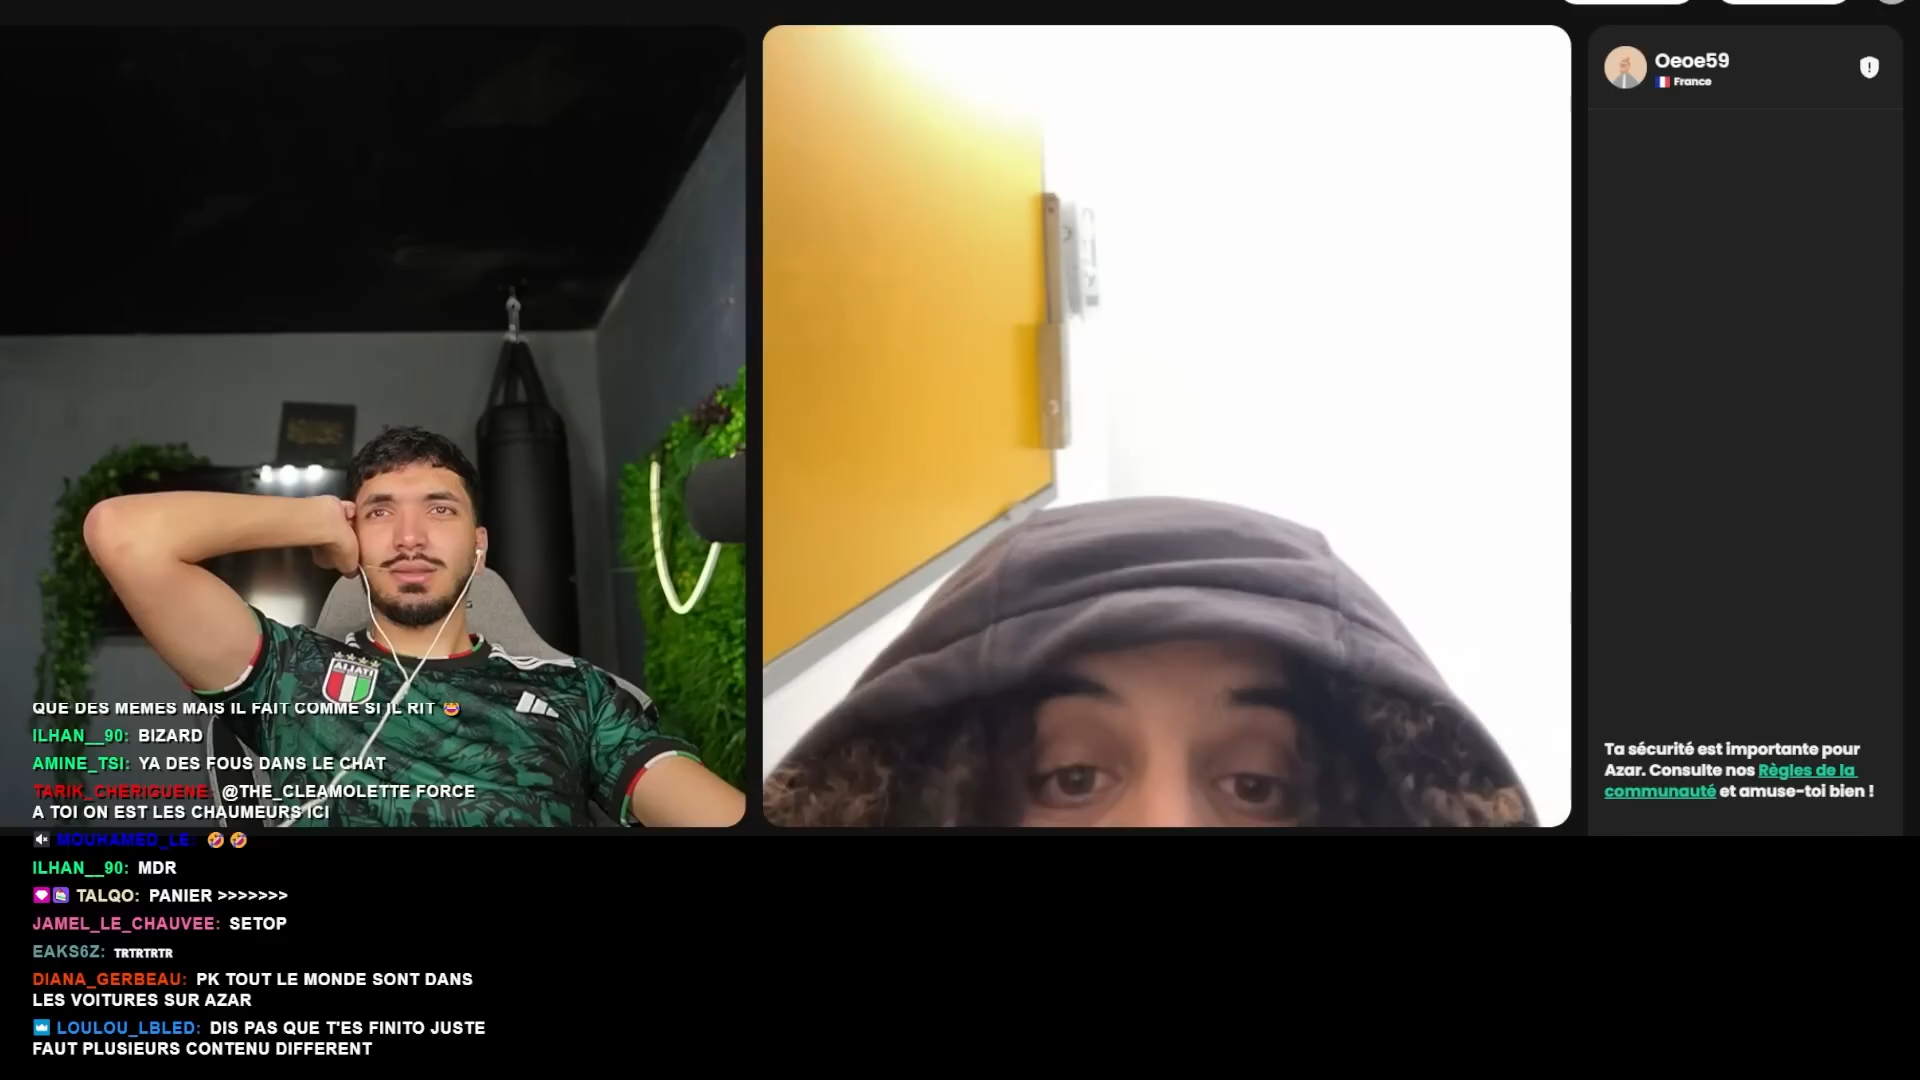 Oeoe59
France
ALIATI
QUE DES MEMES MAIS IL FAIT COMME SI IL RIT
ILHAN__90: BIZARD
AMINE_TSI: YA DES FOUS DANS LE CHAT
TARIK_CHERIGUENE: @THE_CLEAMOLETTE FORCE
A TOI ON EST LES CHAUMEURS ICI
MOUHAMED_LE:
ILHAN__90: MDR
TALQO: PANIER >>>>>>>
JAMEL_LE_CHAUVEE: SETOP
EAKS6Z: TRTRTRTR
DIANA_GERBEAU: PK TOUT LE MONDE SONT DANS
LES VOITURES SUR AZAR
LOULOU_LBLED: DIS PAS QUE T'ES FINITO JUSTE
FAUT PLUSIEURS CONTENU DIFFERENT
Ta sécurité est importante pour
Azar. Consulte nos Règles de la
communauté et amuse-toi bien !